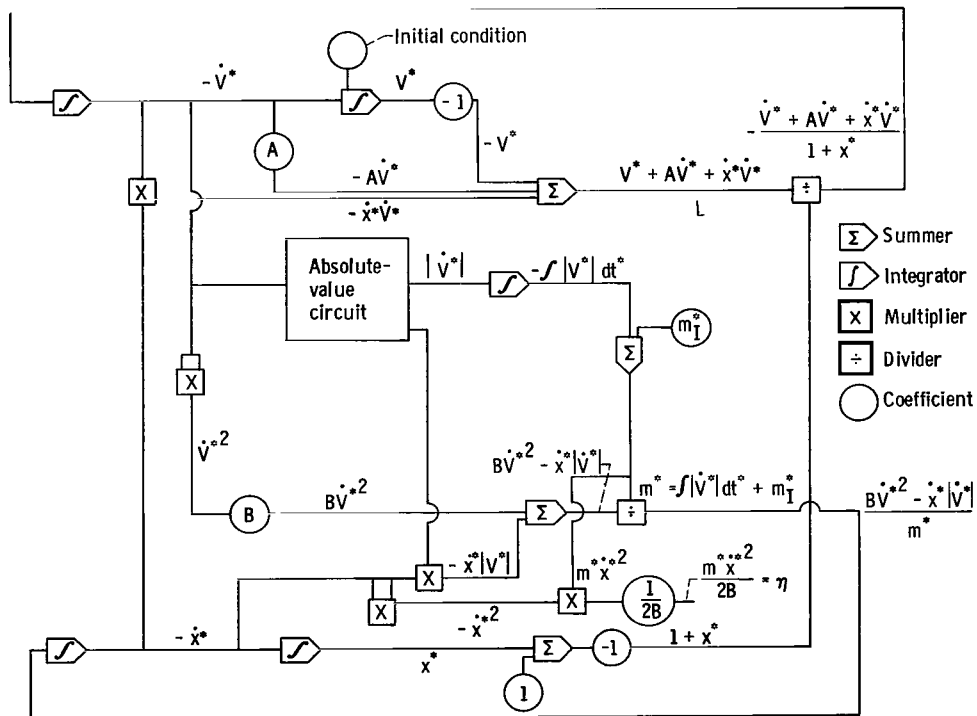 Initial condition
∫
- V̇*
∫
V*
-1
- V*
- (V̇* + AV̇* + ẋ*V̇*) / (1 + x*)
A
- AV̇*
- ẋ*V̇*
Σ
V* + AV̇* + ẋ*V̇*
L
÷
X
Σ Summer
∫ Integrator
X Multiplier
÷ Divider
Coefficient
Absolute-
value
circuit
|V̇*|
∫
-∫ |V*| dt*
m*I
Σ
X
V̇*2
B
BV̇*2
Σ
BV̇*2 - ẋ*|V̇*|
÷
m* = ∫|V̇*| dt* + m*I
(BV̇*2 - ẋ*|V̇*|) / m*
X
- ẋ*|V*|
X
- ẋ*2
m*ẋ*2
X
1/2B
m*ẋ*2 / 2B = η
∫
- ẋ*
∫
x*
Σ
1
-1
1 + x*